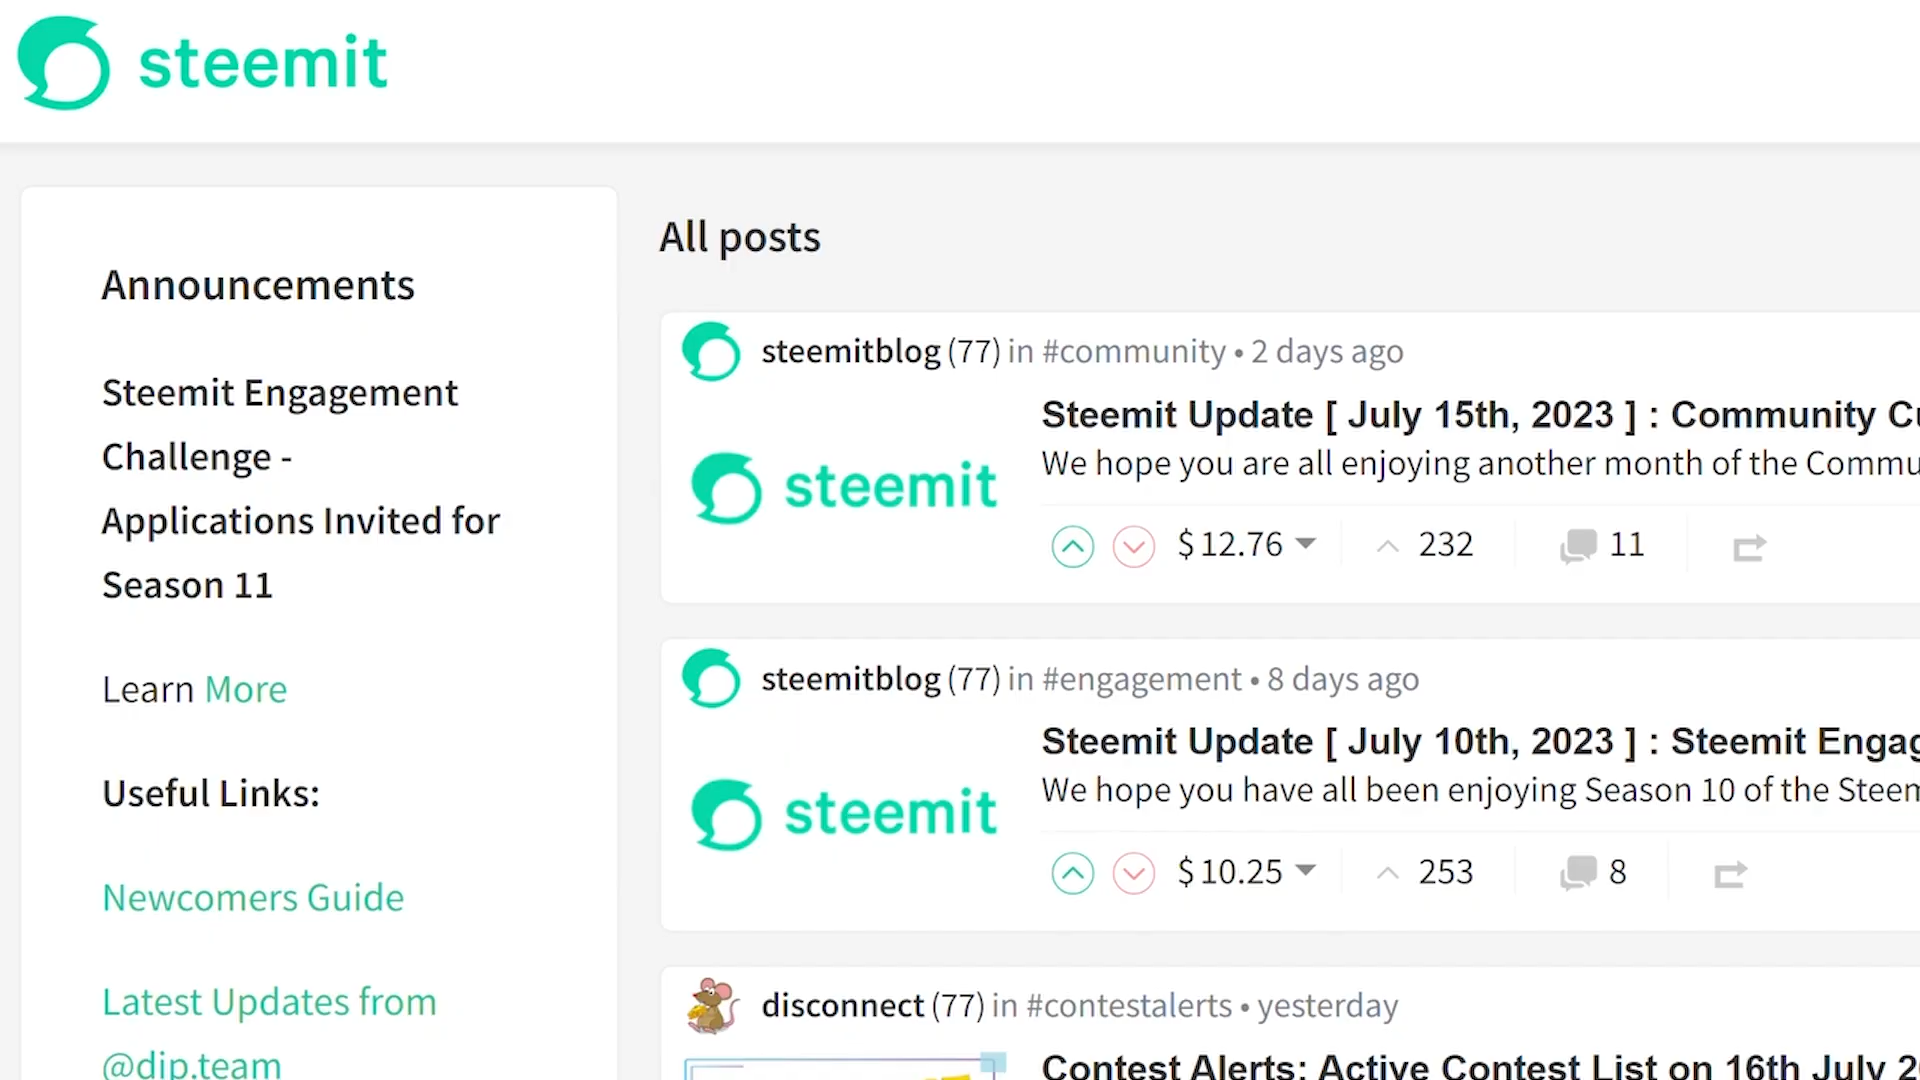 steemit
Announcements
Steemit Engagement
Challenge -
Applications Invited for
Season 11
Learn More
Useful Links:
Newcomers Guide
Latest Updates from
@dip.team
All posts
steemitblog (77) in #community • 2 days ago
steemit
Steemit Update [ July 15th, 2023 ] : Community
We hope you are all enjoying another month of the
$ 12.76 232 11
steemitblog (77) in #engagement • 8 days ago
steemit
Steemit Update [ July 10th, 2023 ] : Steemit
We hope you have all been enjoying Season 10 of the
$ 10.25 253 8
disconnect (77) in #contestalerts • yesterday
Contest Alerts: Active Contest List on 16th July